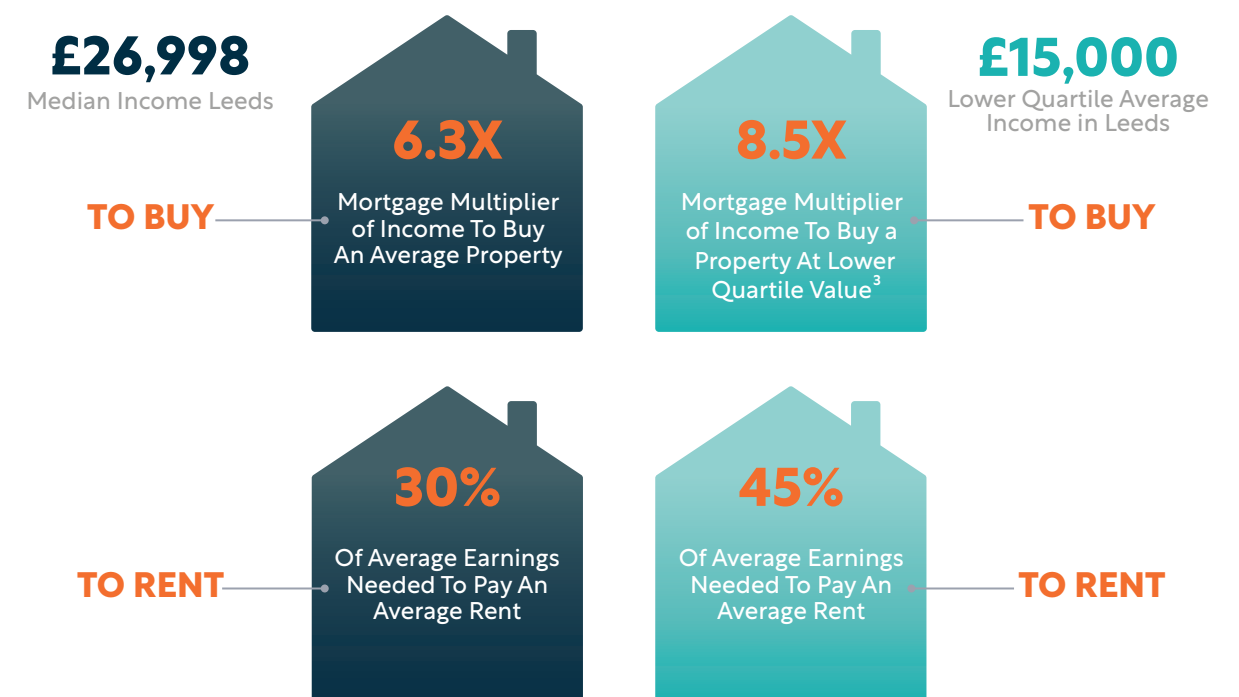 £26,998
Median Income Leeds
6.3X
Mortgage Multiplier
of Income To Buy
An Average Property
TO BUY
£15,000
Lower Quartile Average
Income in Leeds
8.5X
Mortgage Multiplier
of Income To Buy a
Property At Lower
Quartile Value³
TO BUY
30%
Of Average Earnings
Needed To Pay An
Average Rent
TO RENT
45%
Of Average Earnings
Needed To Pay An
Average Rent
TO RENT